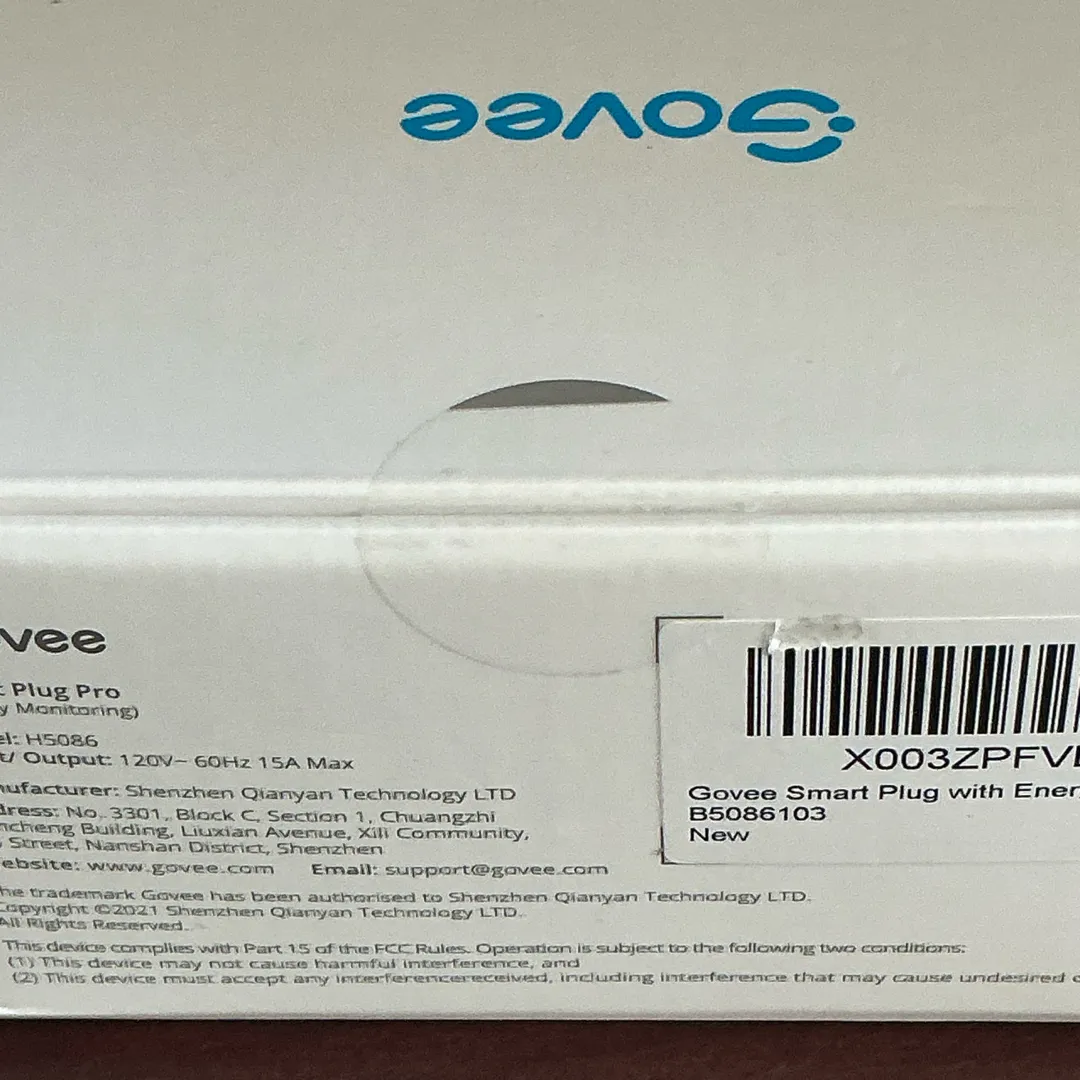 Govee
vee
Plug Pro
y Monitoring)
el: H5086
t/ Output: 120V~ 60Hz 15A Max
nufacturer: Shenzhen Qianyan Technology LTD
dress: No. 3301, Block C, Section 1, Chuangzhi
ncheng Building, Liuxian Avenue, Xili Community,
Street, Nanshan District, Shenzhen
ebsite: www.govee.com Email: support@govee.com
he trademark Govee has been authorised to Shenzhen Qianyan Technology LTD.
Copyright ©2021 Shenzhen Qianyan Technology LTD.
All Rights Reserved.
This device complies with Part 15 of the FCC Rules. Operation is subject to the following two conditions:
(1) This device may not cause harmful interference, and
(2) This device must accept any interferencereceived, including interference that may cause undesired
X003ZPFV
Govee Smart Plug with Ener
B5086103
New